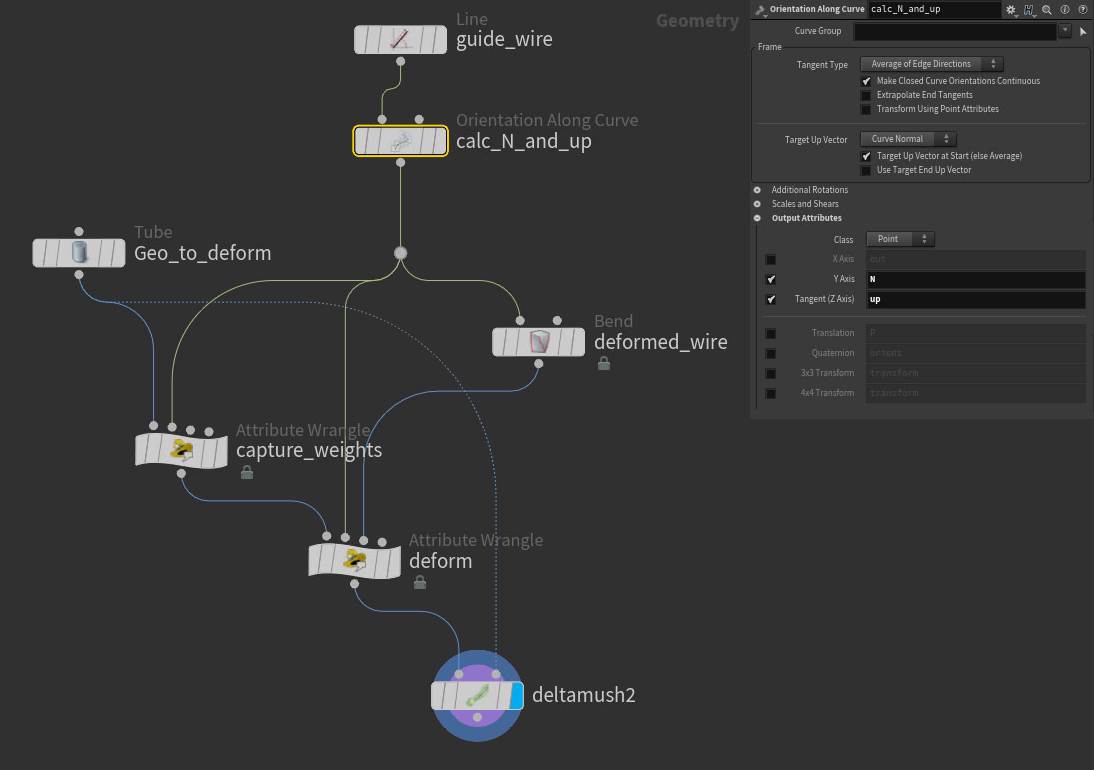 Geometry
Line
guide_wire
Orientation Along Curve
calc_N_and_up
Tube
Geo_to_deform
Bend
deformed_wire
Attribute Wrangle
capture_weights
Attribute Wrangle
deform
deltamush2
Orientation Along Curve calc_N_and_up
Curve Group
Frame
Tangent Type Average of Edge Directions
Make Closed Curve Orientations Continuous
Extrapolate End Tangents
Transform Using Point Attributes
Target Up Vector Curve Normal
Target Up Vector at Start (else Average)
Use Target End Up Vector
Additional Rotations
Scales and Shears
Output Attributes
Class Point
X Axis out
Y Axis N
Tangent (Z Axis) up
Translation P
Quaternion orient
3x3 Transform transform
4x4 Transform transform